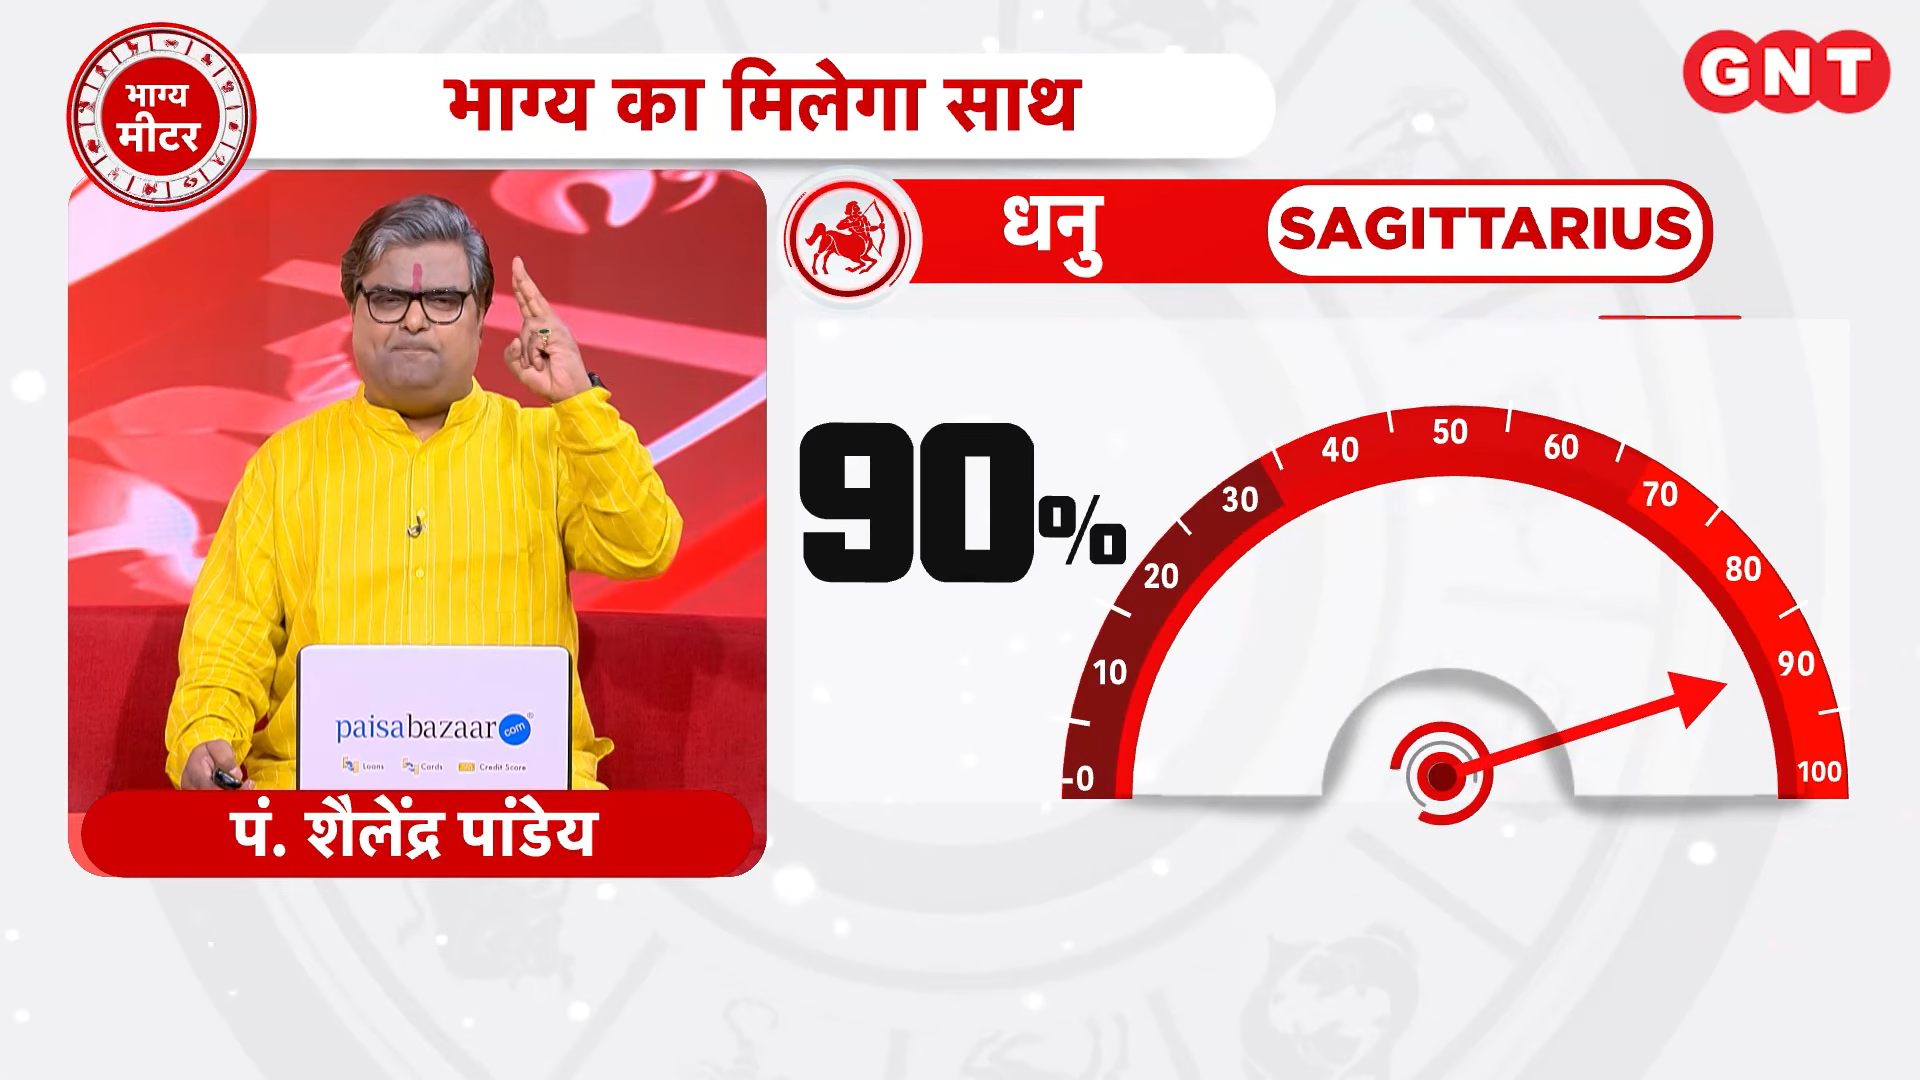 भाग्य
मीटर
भाग्य का मिलेगा साथ
GNT
धनु
SAGITTARIUS
90%
0
10
20
30
40
50
60
70
80
90
100
paisabazaar.com
Loans Cards Credit Score
पं. शैलेंद्र पांडेय